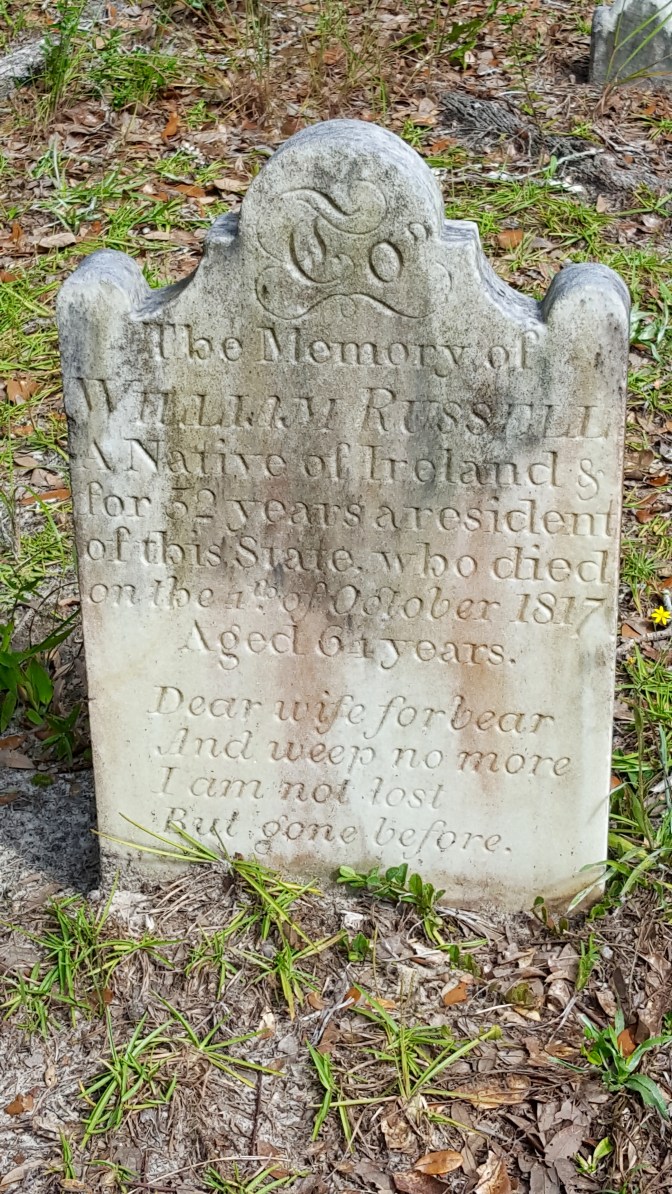 To
The Memory of
WILLIAM RUSSELL
A Native of Ireland &
for 52 years a resident
of this State, who died
on the 4th of October 1817
Aged 64 years.
Dear wife forbear
And weep no more
I am not lost
But gone before.